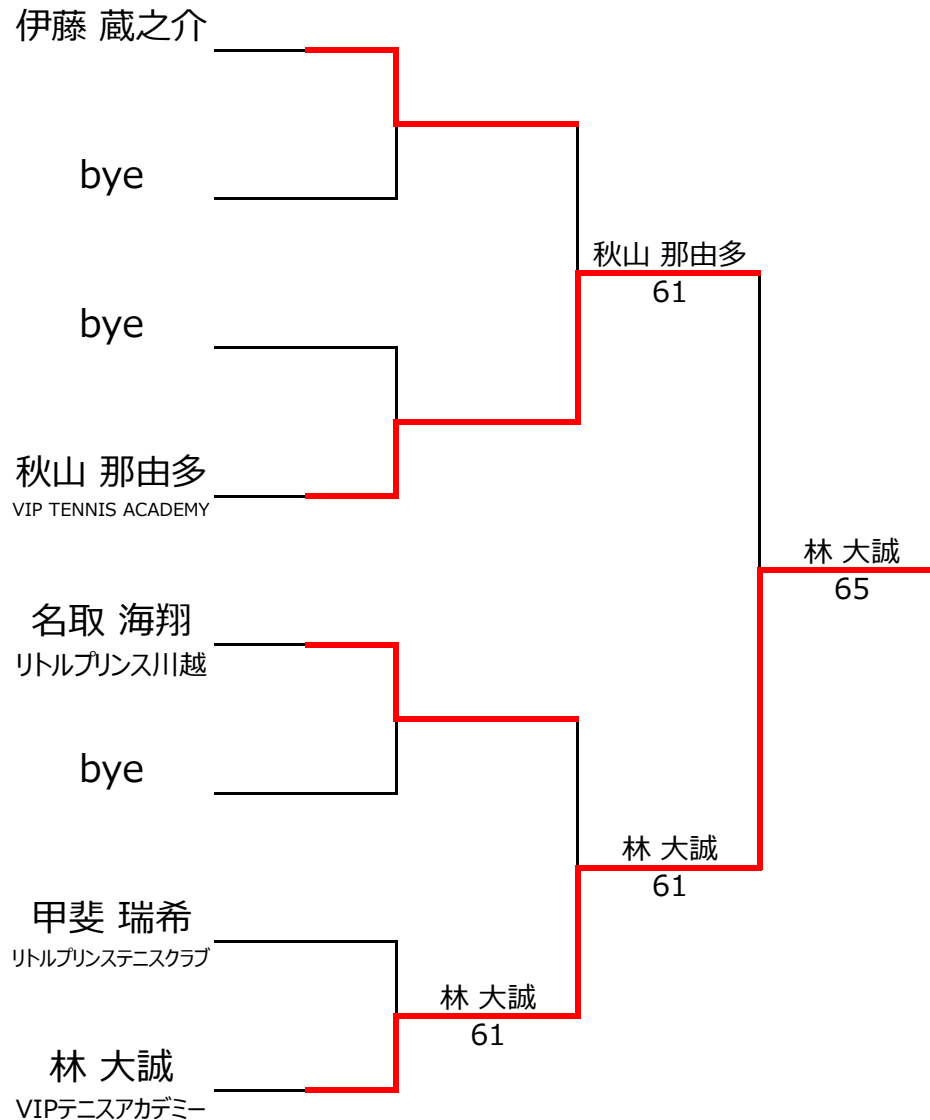 伊藤 蔵之介
bye
bye
秋山 那由多
VIP TENNIS ACADEMY
名取 海翔
リトルプリンス川越
bye
甲斐 瑞希
リトルプリンステニスクラブ
林 大誠
VIPテニスアカデミー
林 大誠
61
秋山 那由多
61
林 大誠
61
林 大誠
65